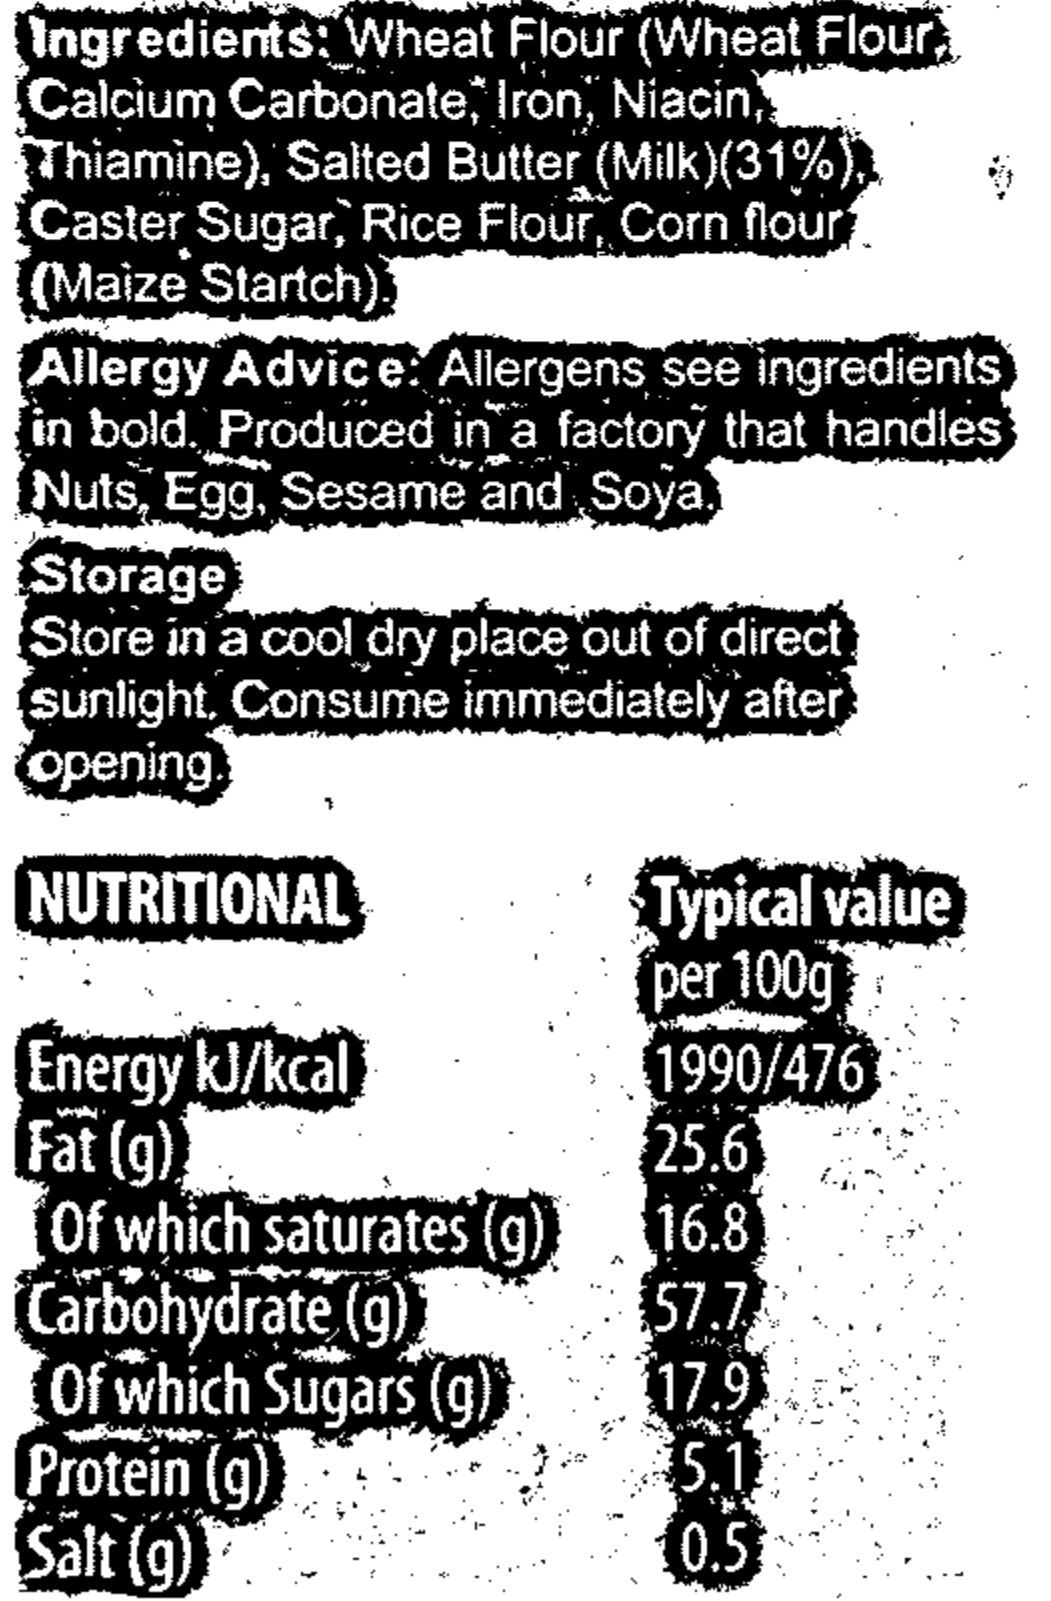 Ingredients: Wheat Flour (Wheat Flour,
Calcium Carbonate, Iron, Niacin,
Thiamine), Salted Butter (Milk)(31%),
Caster Sugar, Rice Flour, Corn flour
(Maize Startch).
Allergy Advice: Allergens see ingredients
in bold. Produced in a factory that handles
Nuts, Egg, Sesame and Soya.
Storage
Store in a cool dry place out of direct
sunlight. Consume immediately after
opening.
NUTRITIONAL Typical value
per 100g
Energy kJ/kcal 1990/476
Fat (g) 25.6
Of which saturates (g) 16.8
Carbohydrate (g) 57.7
Of which Sugars (g) 17.9
Protein (g) 5.1
Salt (g) 0.5